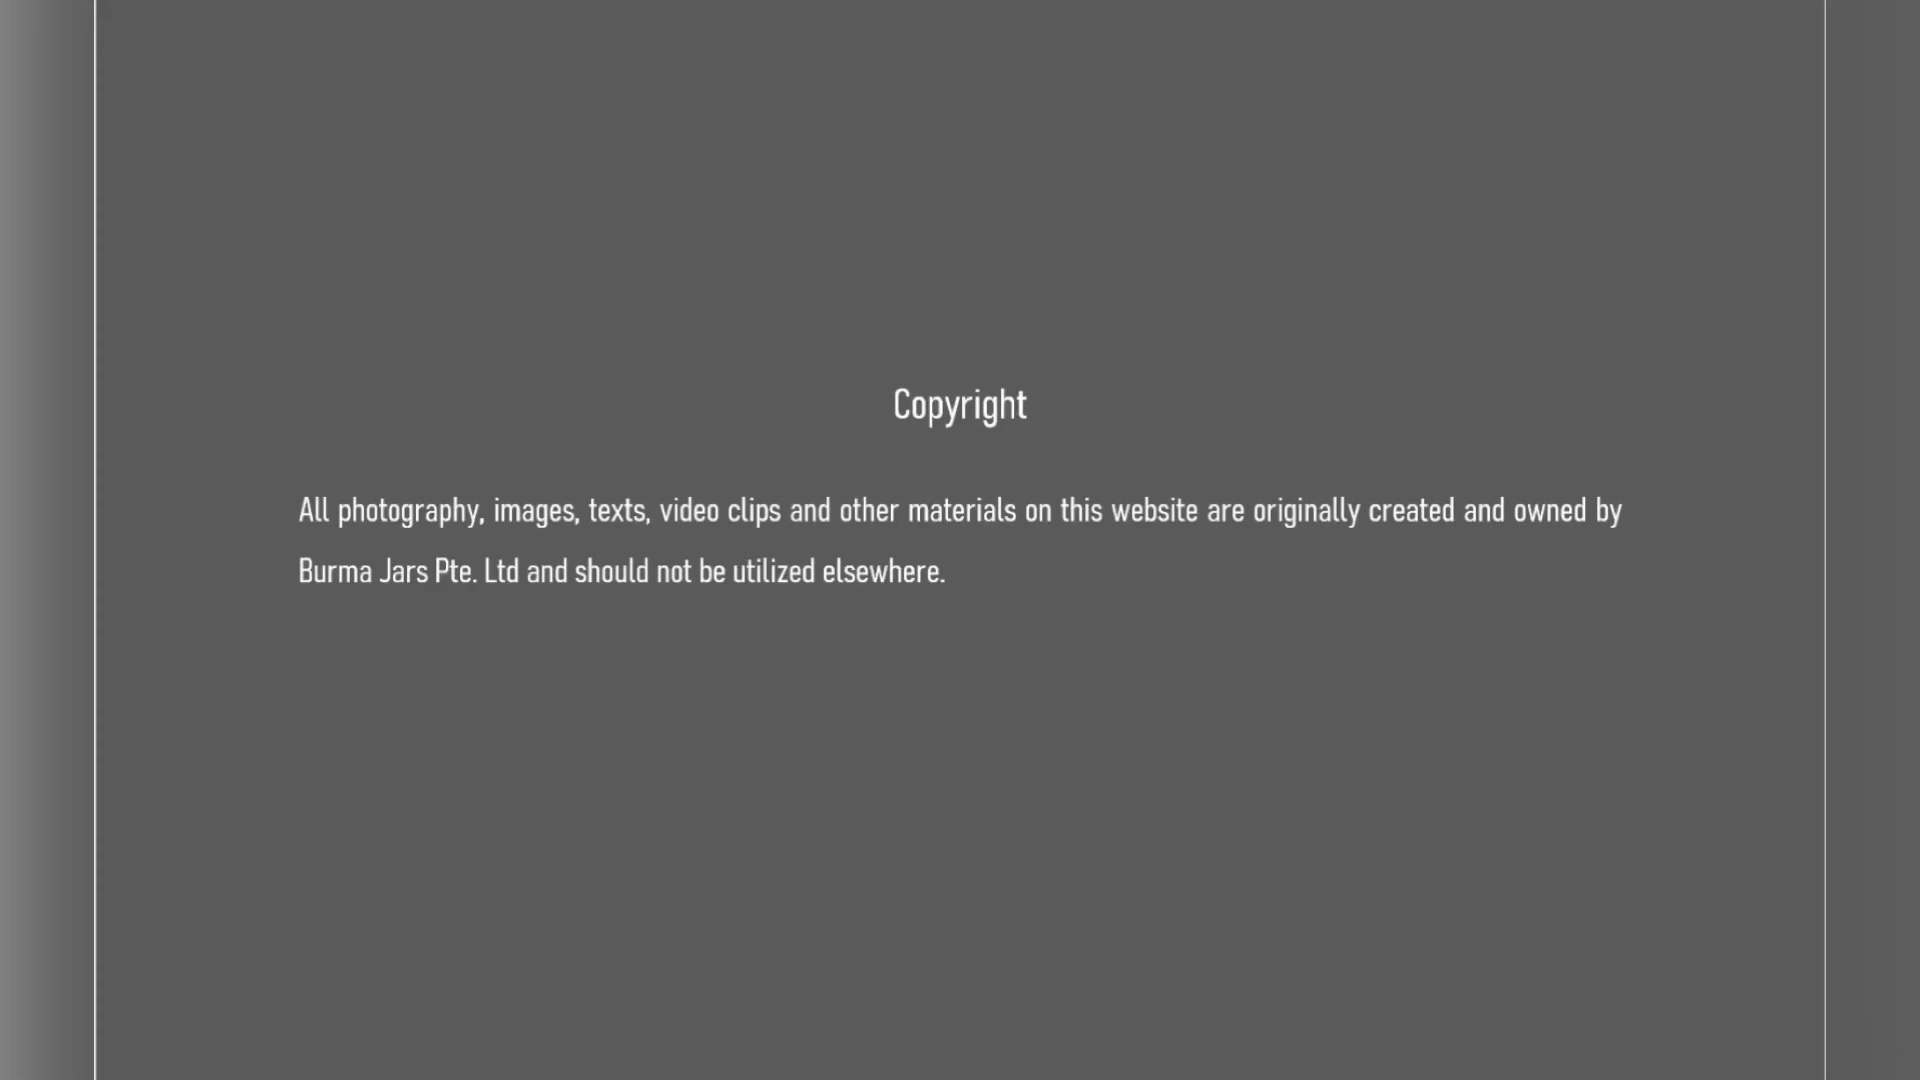 Copyright
All photography, images, texts, video clips and other materials on this website are originally created and owned by
Burma Jars Pte. Ltd and should not be utilized elsewhere.